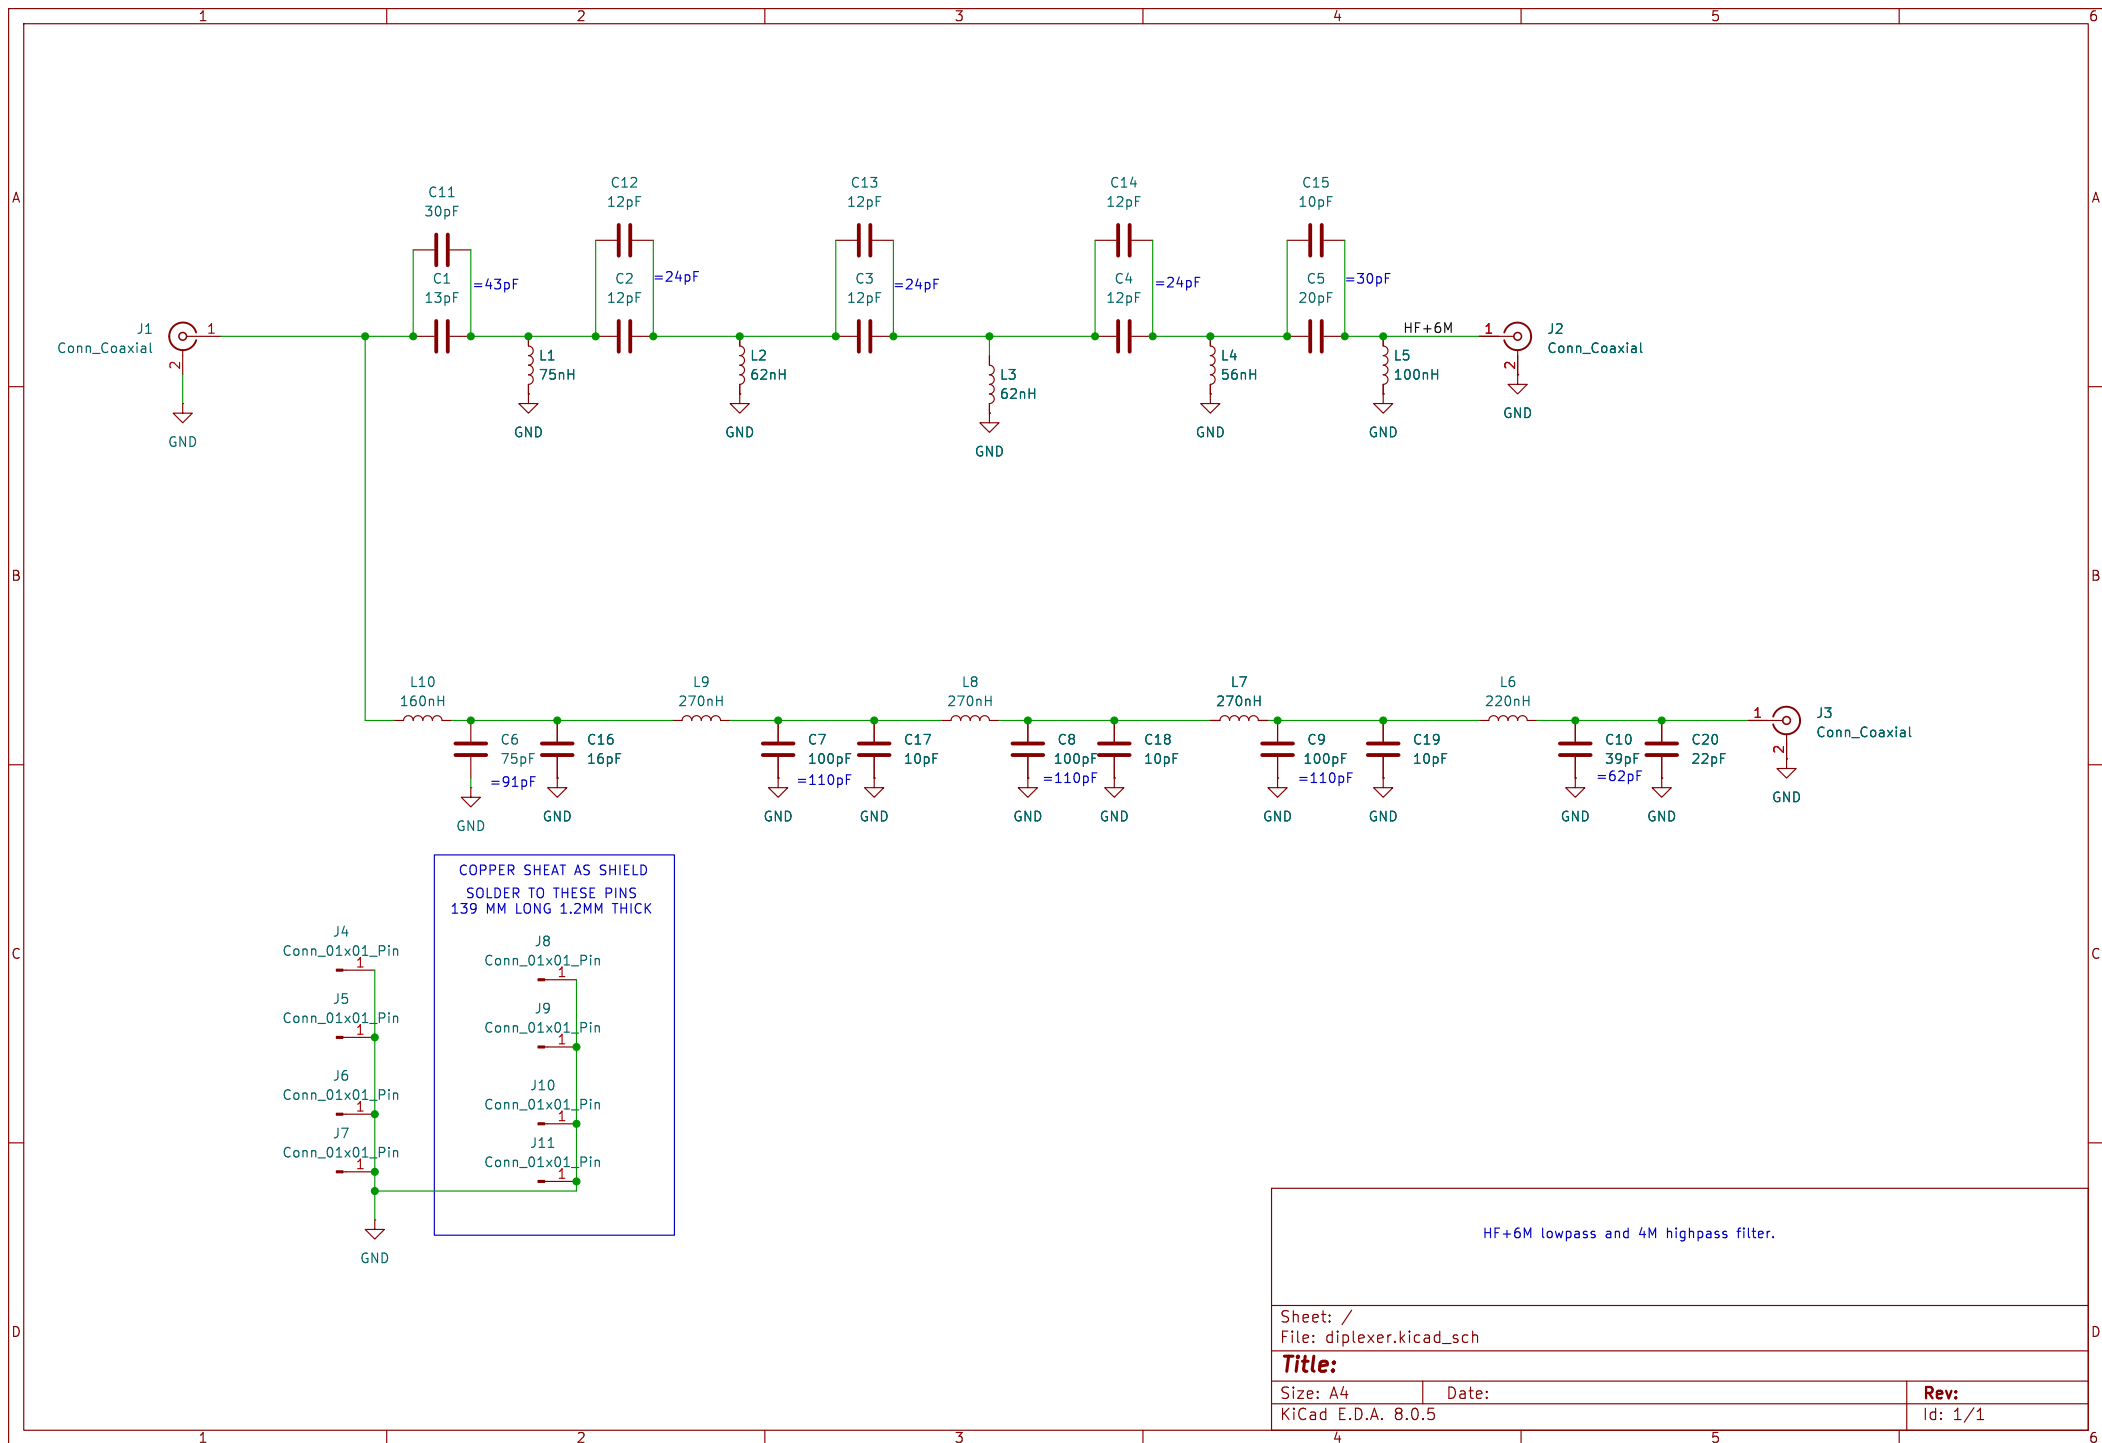 1 2 3 4 5 6
A A
B B
C C
D D
C11
30pF
C1
13pF
=43pF
C12
12pF
C2
12pF
=24pF
C13
12pF
C3
12pF
=24pF
C14
12pF
C4
12pF
=24pF
C15
10pF
C5
20pF
=30pF
J1
Conn_Coaxial
1
2
GND
L1
75nH
GND
L2
62nH
GND
L3
62nH
GND
L4
56nH
GND
L5
100nH
GND
HF+6M
1
2
J2
Conn_Coaxial
GND
L10
160nH
L9
270nH
L8
270nH
L7
270nH
L6
220nH
C6
75pF
=91pF
GND
C16
16pF
GND
C7
100pF
=110pF
GND
C17
10pF
GND
C8
100pF
=110pF
GND
C18
10pF
GND
C9
100pF
=110pF
GND
C19
10pF
GND
C10
39pF
=62pF
GND
C20
22pF
GND
1
2
J3
Conn_Coaxial
GND
COPPER SHEAT AS SHIELD
SOLDER TO THESE PINS
139 MM LONG 1.2MM THICK
J4
Conn_01x01_Pin
1
J5
Conn_01x01_Pin
1
J6
Conn_01x01_Pin
1
J7
Conn_01x01_Pin
1
GND
J8
Conn_01x01_Pin
1
J9
Conn_01x01_Pin
1
J10
Conn_01x01_Pin
1
J11
Conn_01x01_Pin
1
HF+6M lowpass and 4M highpass filter.
Sheet: /
File: diplexer.kicad_sch
Title:
Size: A4 Date: Rev:
KiCad E.D.A. 8.0.5 Id: 1/1
1 2 3 4 5 6